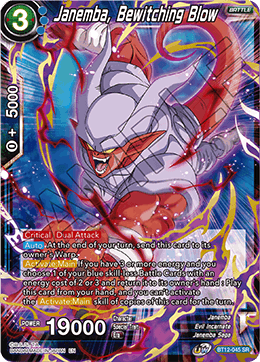 Janemba, Bewitching Blow
BATTLE
3
0 + 5000
Critical Dual Attack
Auto At the end of your turn, send this card to its
owner's Warp.
Activate Main If you have 3 or more energy and you
choose 1 of your blue skill-less Battle Cards with an
energy cost of 2 or 3 and return it to its owner's hand : Play
this card from your hand, and you can't activate
the Activate Main skill of copies of this card for the turn.
POWER
19000
Character
Special Trait
Era
Janemba
Evil Incarnate
Janemba Saga
BT12-045 SR